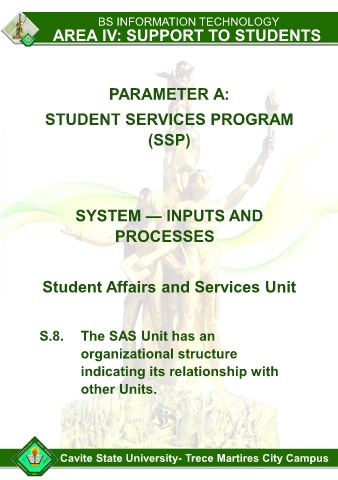 BS INFORMATION TECHNOLOGY
AREA IV: SUPPORT TO STUDENTS
PARAMETER A:
STUDENT SERVICES PROGRAM
(SSP)
SYSTEM — INPUTS AND
PROCESSES
Student Affairs and Services Unit
S.8. The SAS Unit has an
organizational structure
indicating its relationship with
other Units.
Cavite State University- Trece Martires City Campus